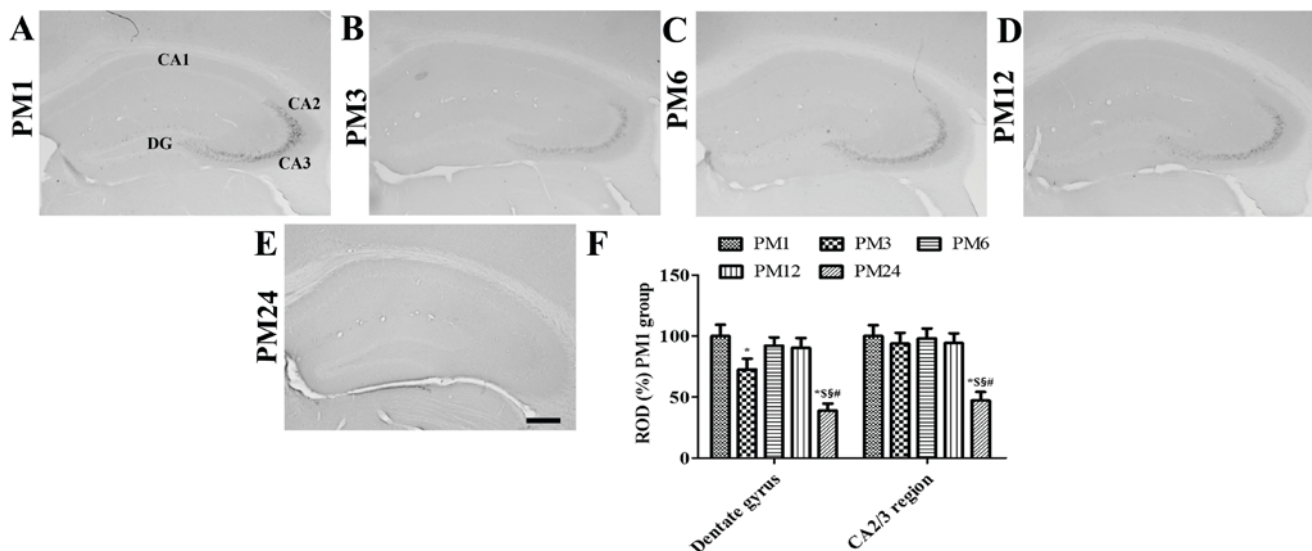 A
PM1
CA1
CA2
DG
CA3
B
PM3
C
PM6
D
PM12
E
PM24
F
PM1 PM3 PM6
PM12 PM24
ROD (%) PM1 group
150
100
50
0
*
*$§#
*$§#
Dentate gyrus
CA2/3 region